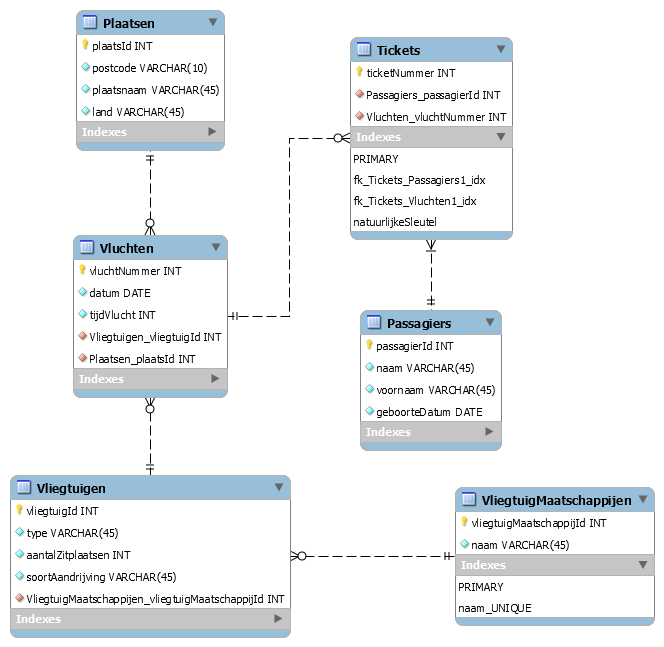 Plaatsen
plaatsId INT
postcode VARCHAR(10)
plaatsnaam VARCHAR(45)
land VARCHAR(45)
Indexes
Tickets
ticketNummer INT
Passagiers_passagierId INT
Vluchten_vluchtNummer INT
Indexes
PRIMARY
fk_Tickets_Passagiers1_idx
fk_Tickets_Vluchten1_idx
natuurlijkeSleutel
Vluchten
vluchtNummer INT
datum DATE
tijdVlucht INT
Vliegtuigen_vliegtuigId INT
Plaatsen_plaatsId INT
Indexes
Passagiers
passagierId INT
naam VARCHAR(45)
voornaam VARCHAR(45)
geboorteDatum DATE
Indexes
Vliegtuigen
vliegtuigId INT
type VARCHAR(45)
aantalZitplaatsen INT
soortAandrijving VARCHAR(45)
VliegtuigMaatschappijen_vliegtuigMaatschappijId INT
Indexes
VliegtuigMaatschappijen
vliegtuigMaatschappijId INT
naam VARCHAR(45)
Indexes
PRIMARY
naam_UNIQUE